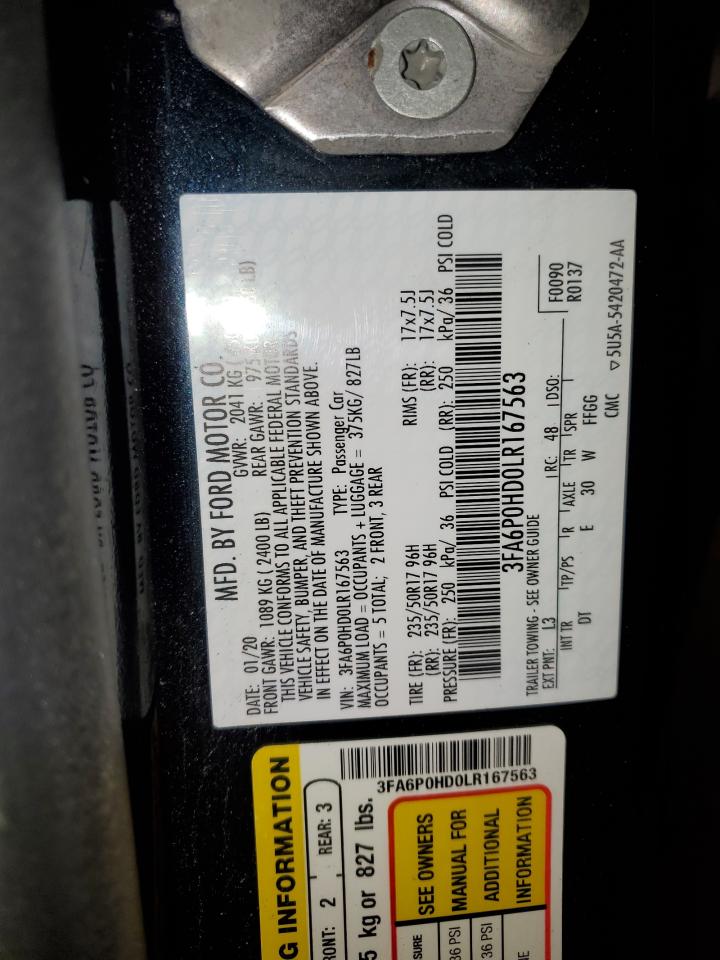 MFD. BY FORD MOTOR CO.
DATE: 01/20 GVWR: 2041 KG
FRONT GAWR: 1089 KG ( 2400 LB) REAR GAWR: 975 LB)
THIS VEHICLE CONFORMS TO ALL APPLICABLE FEDERAL MOTOR
VEHICLE SAFETY, BUMPER, AND THEFT PREVENTION STANDARDS
IN EFFECT ON THE DATE OF MANUFACTURE SHOWN ABOVE.
VIN: 3FA6P0HD0LR167563 TYPE: Passenger Car
MAXIMUM LOAD = OCCUPANTS + LUGGAGE = 375KG/ 827LB
OCCUPANTS = 5 TOTAL; 2 FRONT, 3 REAR
TIRE (FR): 235/50R17 96H RIMS (FR): 17x7.5J
(RR): 235/50R17 96H (RR): 17x7.5J
PRESSURE (FR): 250 kPa/ 36 PSI COLD (RR): 250 kPa/ 36 PSI COLD
3FA6P0HD0LR167563
TRAILER TOWING - SEE OWNER GUIDE
F0090
R0137
EXT PNT: L3 RC: 48 DSO:
INT TR TP/PS R AXLE TR SPR
DT E 30 W FFGG
CMC
▽5U5A-5420472-AA
G INFORMATION
RONT: 2 REAR: 3
5 kg or 827 lbs.
3FA6P0HD0LR167563
SURE
36 PSI
36 PSI
NE
SEE OWNERS
MANUAL FOR
ADDITIONAL
INFORMATION